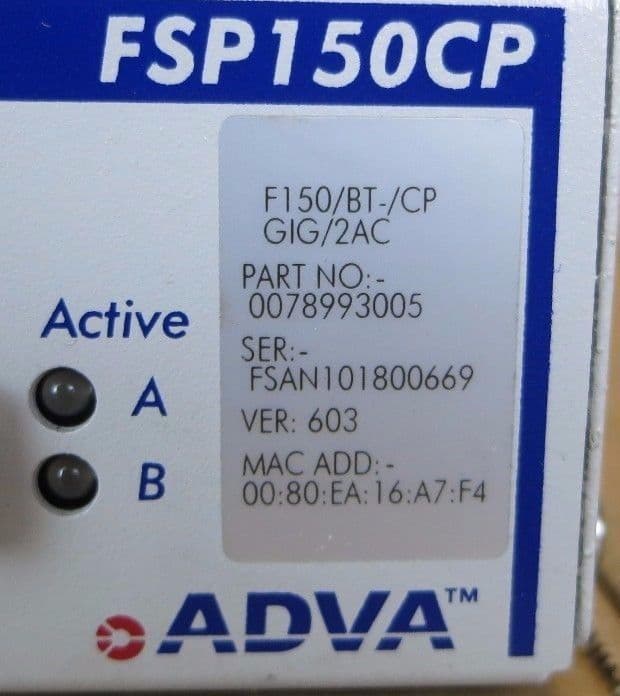 FSP150CP
F150/BT-/CP
GIG/2AC
PART NO:-
0078993005
Active
SER:-
FSAN101800669
A
VER: 603
MAC ADD:-
B
00:80:EA:16:A7:F4
ADVA™